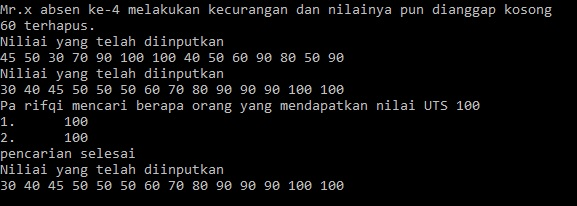 Mr.x absen ke-4 melakukan kecurangan dan nilainya pun dianggap kosong
60 terhapus.
Niliai yang telah diinputkan
45 50 30 70 90 100 100 40 50 60 90 80 50 90
Niliai yang telah diinputkan
30 40 45 50 50 50 60 70 80 90 90 90 100 100
Pa rifqi mencari berapa orang yang mendapatkan nilai UTS 100
1.      100
2.      100
pencarian selesai
Niliai yang telah diinputkan
30 40 45 50 50 50 60 70 80 90 90 90 100 100